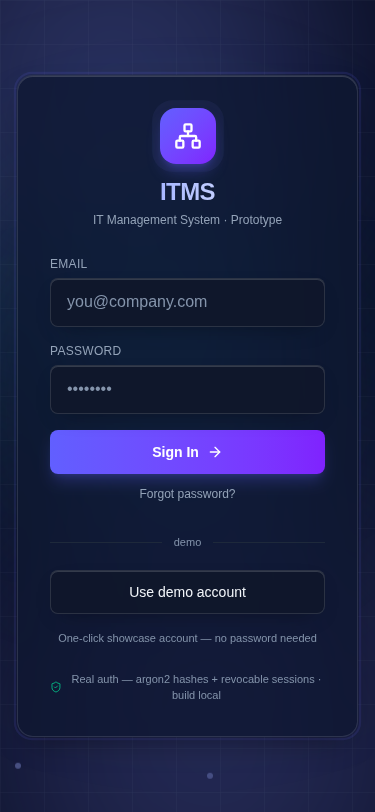 ITMS
IT Management System · Prototype
EMAIL
you@company.com
PASSWORD
••••••••
Sign In →
Forgot password?
demo
Use demo account
One-click showcase account — no password needed
Real auth — argon2 hashes + revocable sessions ·
build local